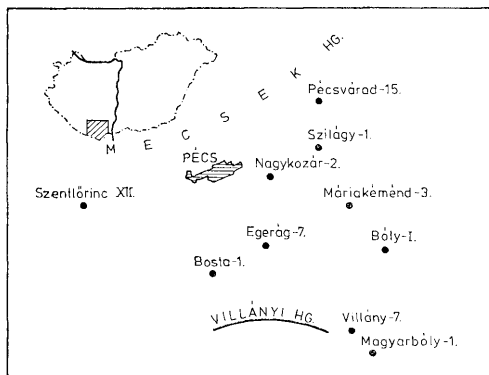 M E C S E K HG.
Pécsvárad-15.
Szilágy-1.
PÉCS
Nagykozár-2.
Szentlőrinc XII.
Máriakéménd-3.
Egerág-7.
Bóly-I.
Bosta-1.
VILLÁNYI HG.
Villány-7.
Magyarbóly-1.